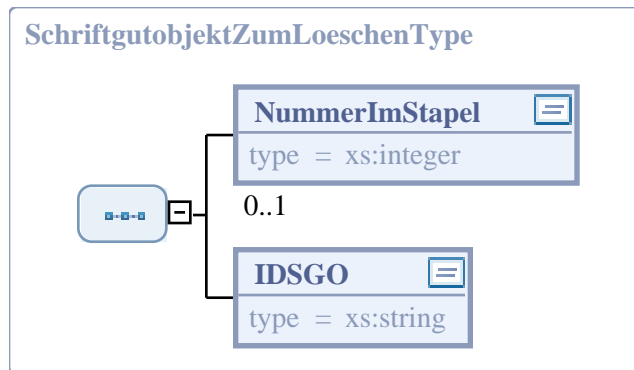 SchriftgutobjektZumLoeschenType
NummerImStapel
type = xs:integer
0..1
IDSGO
type = xs:string